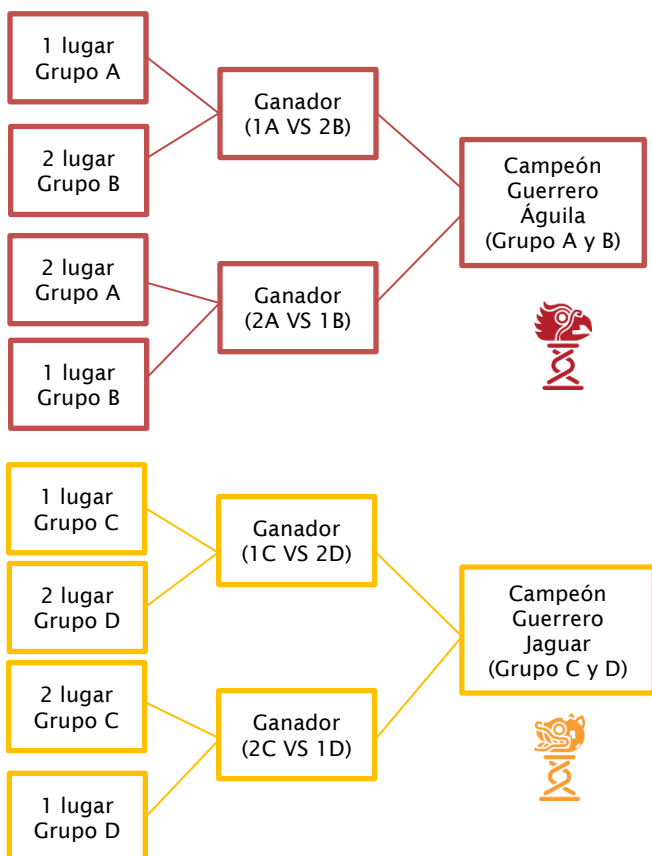 1 lugar
Grupo A
Ganador
(1A VS 2B)
2 lugar
Grupo B
Campeón
Guerrero
Águila
(Grupo A y B)
2 lugar
Grupo A
Ganador
(2A VS 1B)
1 lugar
Grupo B
1 lugar
Grupo C
Ganador
(1C VS 2D)
2 lugar
Grupo D
Campeón
Guerrero
Jaguar
(Grupo C y D)
2 lugar
Grupo C
Ganador
(2C VS 1D)
1 lugar
Grupo D